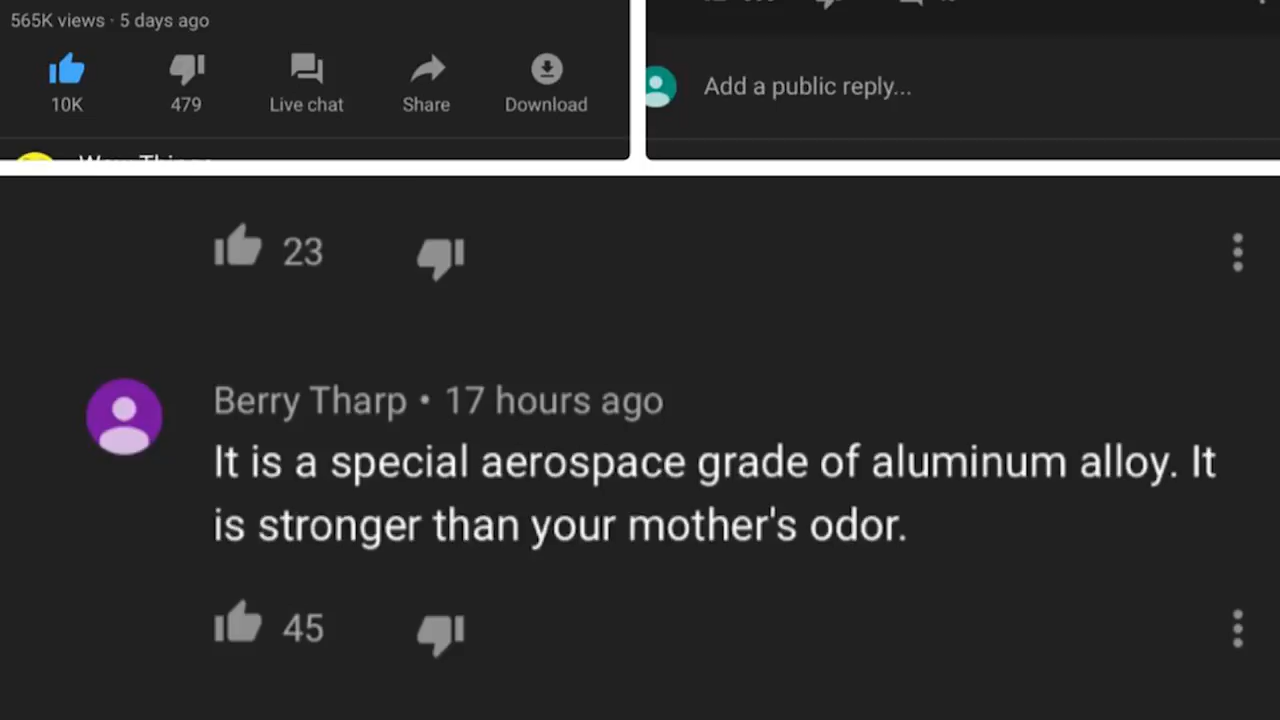 565K views · 5 days ago
10K
479
Live chat
Share
Download
Add a public reply...
23
Berry Tharp • 17 hours ago
It is a special aerospace grade of aluminum alloy. It
is stronger than your mother's odor.
45